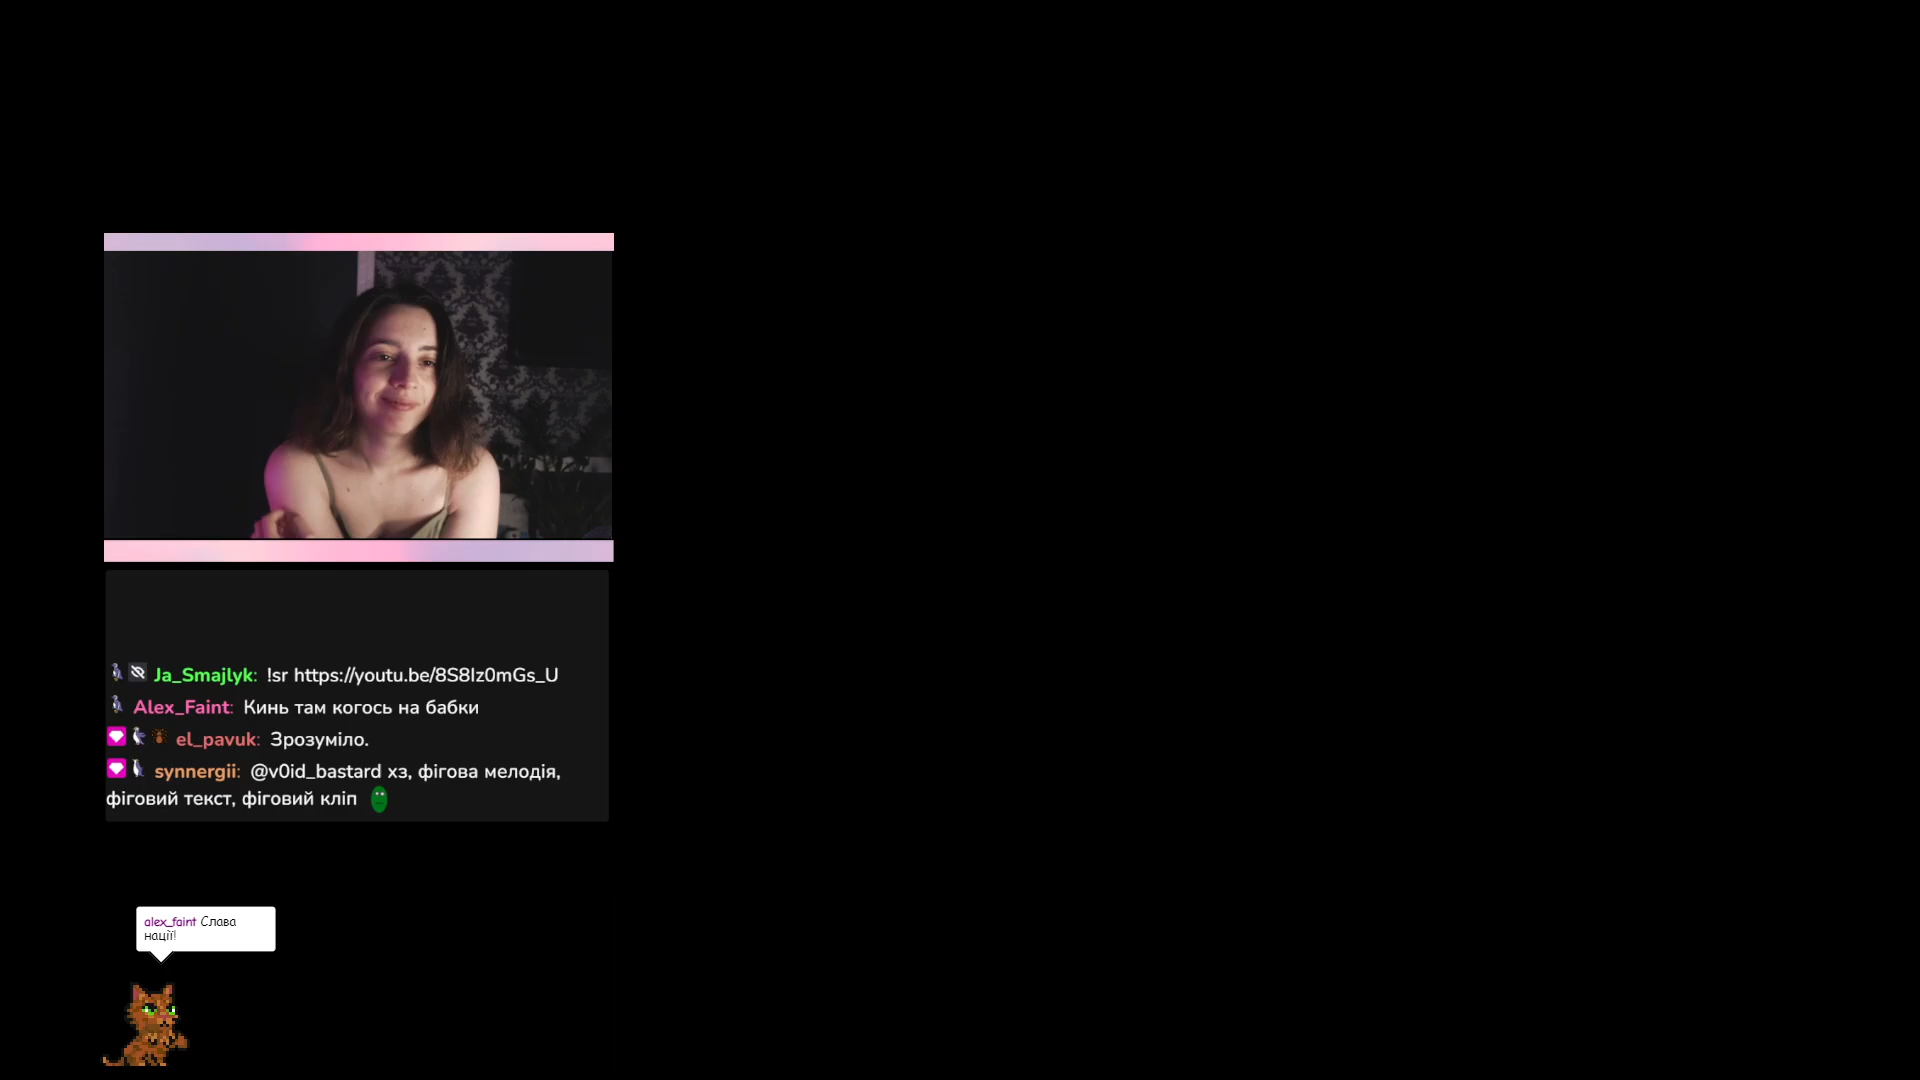 Ja_Smajlyk: !sr https://youtu.be/8S8Iz0mGs_U
Alex_Faint: Кинь там когось на бабки
el_pavuk: Зрозуміло.
synnergii: @v0id_bastard хз, фігова мелодія,
фіговий текст, фіговий кліп
alex_faint Слава
нації!